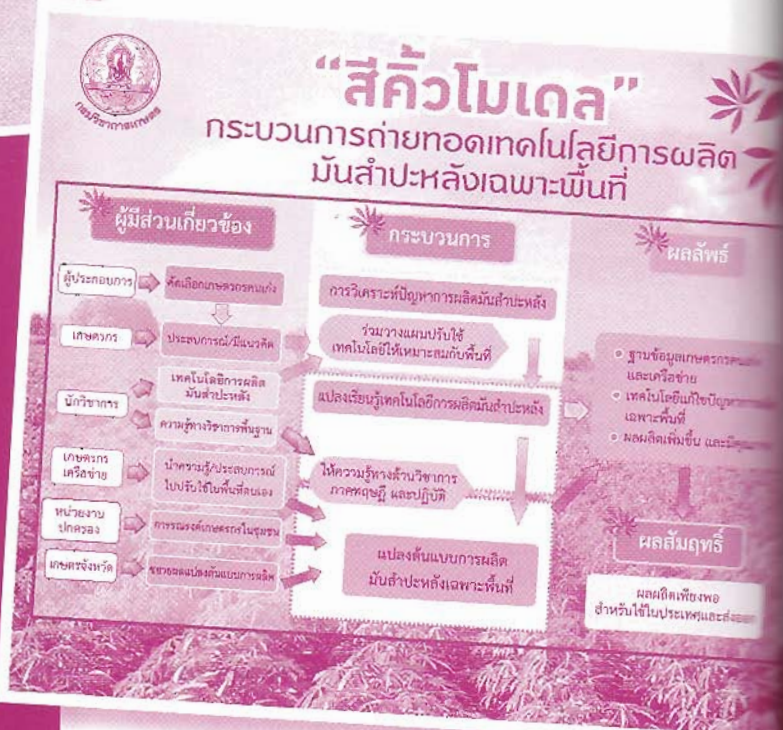 กรมวิชาการเกษตร
“สีคิ้วโมเดล”
กระบวนการถ่ายทอดเทคโนโลยีการผลิต
มันสำปะหลังเฉพาะพื้นที่
ผู้มีส่วนเกี่ยวข้อง
ผู้ประกอบการ
คัดเลือกเกษตรกรคนเก่ง
เกษตรกร
ประสบการณ์/มีแนวคิด
นักวิชาการ
เทคโนโลยีการผลิต
มันสำปะหลัง
ความรู้ทางวิชาการพื้นฐาน
เกษตรกร
เครือข่าย
นำความรู้/ประสบการณ์
ไปปรับใช้ในพื้นที่ตนเอง
หน่วยงาน
ปกครอง
การรณรงค์เกษตรกรในชุมชน
เกษตรจังหวัด
ขยายผลแปลงต้นแบบการผลิต
กระบวนการ
การวิเคราะห์ปัญหาการผลิตมันสำปะหลัง
ร่วมวางแผนปรับใช้
เทคโนโลยีให้เหมาะสมกับพื้นที่
แปลงเรียนรู้เทคโนโลยีการผลิตมันสำปะหลัง
ให้ความรู้ทางด้านวิชาการ
ภาคทฤษฎี และปฏิบัติ
แปลงต้นแบบการผลิต
มันสำปะหลังเฉพาะพื้นที่
ผลลัพธ์
ฐานข้อมูลเกษตรกร
และเครือข่าย
เทคโนโลยีแก้ไขปัญหา
เฉพาะพื้นที่
ผลผลิตเพิ่มขึ้น
ผลสัมฤทธิ์
ผลผลิตเพียงพอ
สำหรับใช้ในประเทศและส่งออก